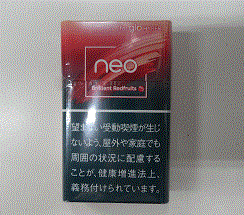 neo
Brilliant Redfruits
望まない受動喫煙が生じ
ないよう、屋外や家庭でも
周囲の状況に配慮する
ことが、健康増進法上、
義務付けられています。